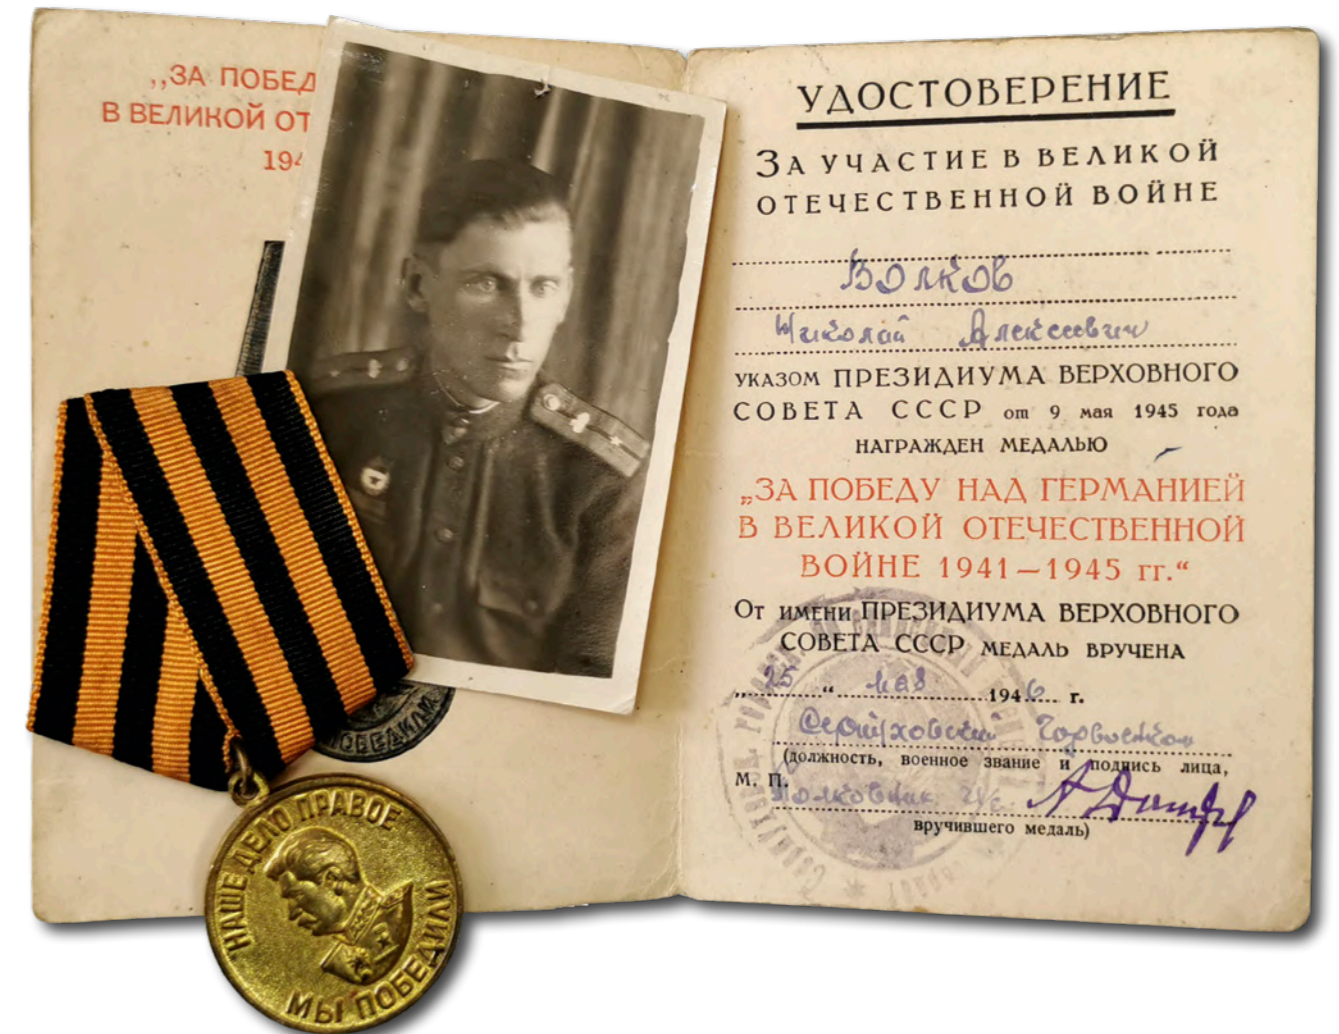 „ЗА ПОБЕД
В ВЕЛИКОЙ ОТ
194
ПОБЕДИЛИ
НАШЕ ДЕЛО ПРАВОЕ
МЫ ПОБЕДИЛИ
УДОСТОВЕРЕНИЕ
ЗА УЧАСТИЕ В ВЕЛИКОЙ
ОТЕЧЕСТВЕННОЙ ВОЙНЕ
Волков
Николай Алексеевич
УКАЗОМ ПРЕЗИДИУМА ВЕРХОВНОГО
СОВЕТА СССР от 9 мая 1945 года
НАГРАЖДЕН МЕДАЛЬЮ
„ЗА ПОБЕДУ НАД ГЕРМАНИЕЙ
В ВЕЛИКОЙ ОТЕЧЕСТВЕННОЙ
ВОЙНЕ 1941—1945 гг.“
От имени ПРЕЗИДИУМА ВЕРХОВНОГО
СОВЕТА СССР МЕДАЛЬ ВРУЧЕНА
„25“ мая 1946 г.
Серпуховский Горвоенком
(должность, военное звание и подпись лица,
М. П.
Полковник
вручившего медаль)